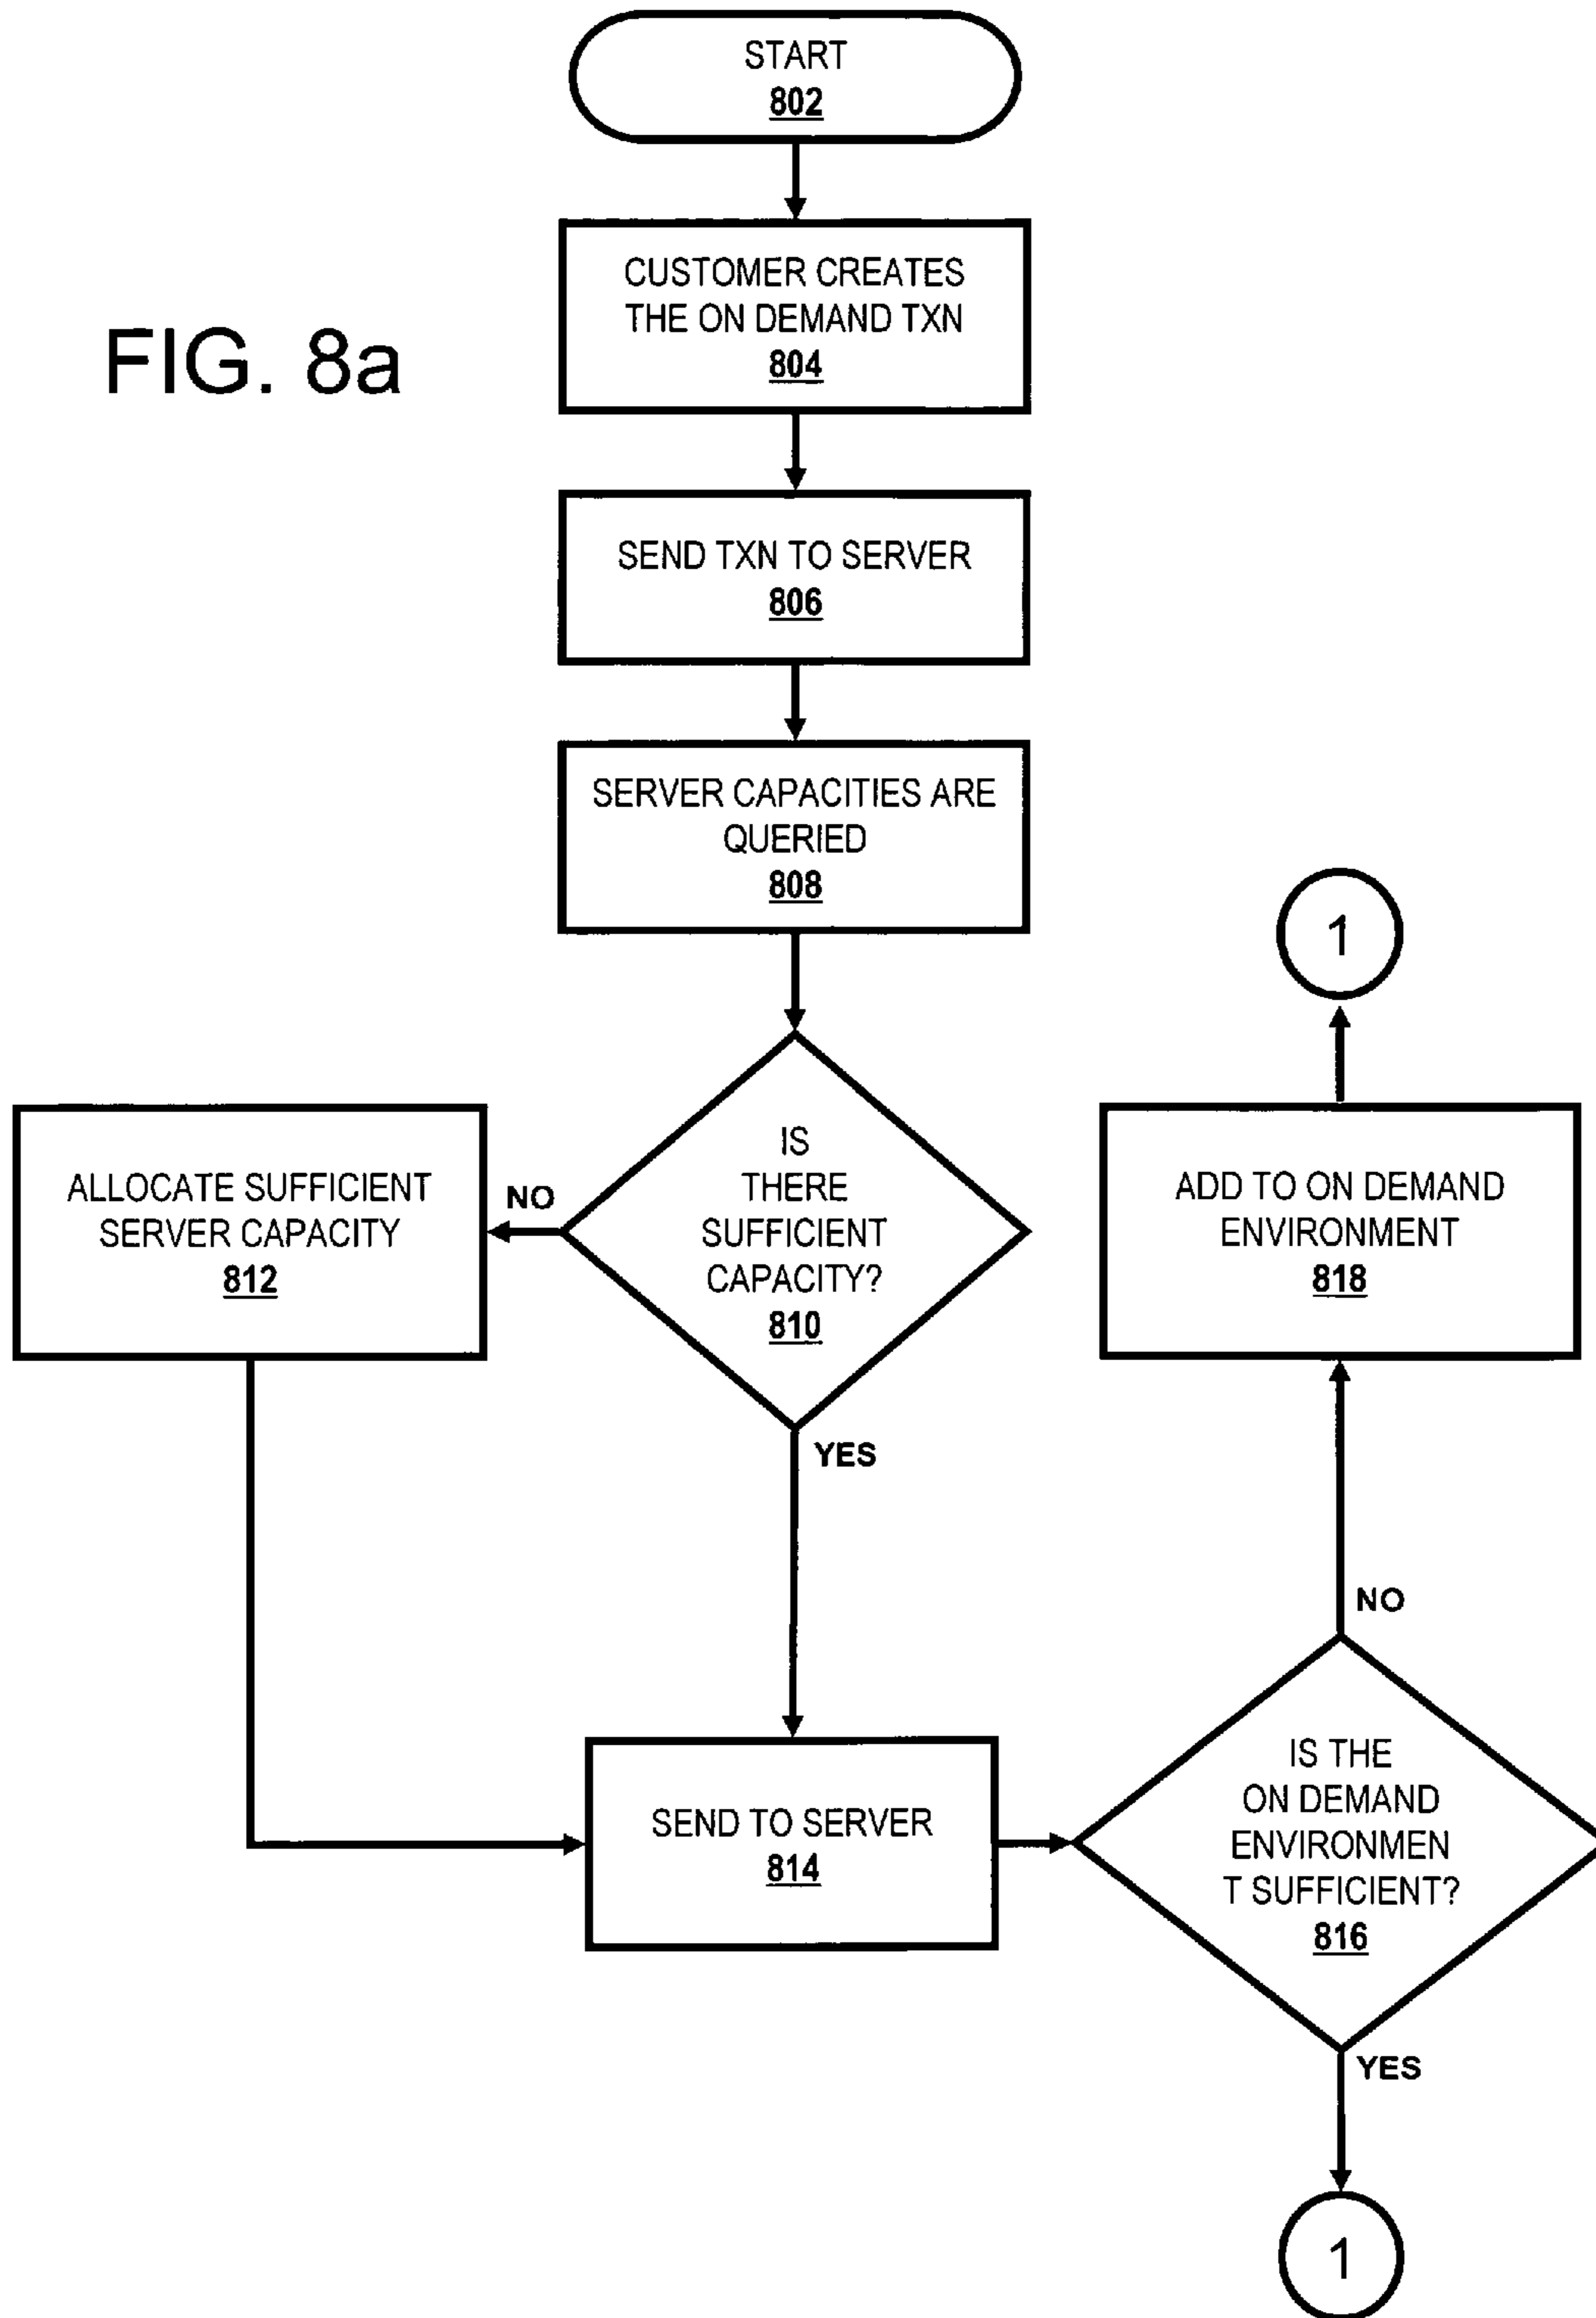 START
802
CUSTOMER CREATES
THE ON DEMAND TXN
804
FIG. 8a
SEND TXN TO SERVER
806
SERVER CAPACITIES ARE
QUERIED
808
1
IS
THERE
SUFFICIENT
CAPACITY?
810
NO
ALLOCATE SUFFICIENT
SERVER CAPACITY
812
YES
ADD TO ON DEMAND
ENVIRONMENT
818
NO
SEND TO SERVER
814
IS THE
ON DEMAND
ENVIRONMEN
T SUFFICIENT?
816
YES
1